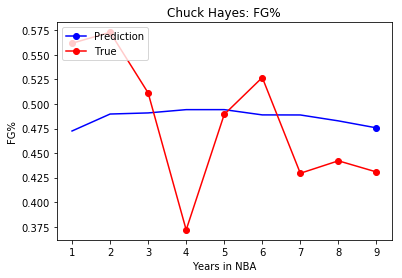 Chuck Hayes: FG%
Prediction
True
0.575
0.550
0.525
0.500
0.475
0.450
0.425
0.400
0.375
FG%
1 2 3 4 5 6 7 8 9
Years in NBA